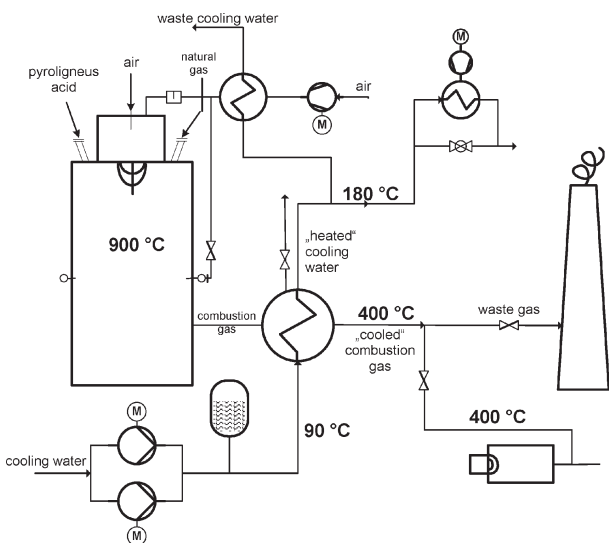 waste cooling water
M
natural
gas
air
pyroligneus
acid
air
M
180 °C
900 °C
„heated“
cooling
water
combustion
gas
400 °C
„cooled“
combustion
gas
waste gas
90 °C
400 °C
M
cooling water
M